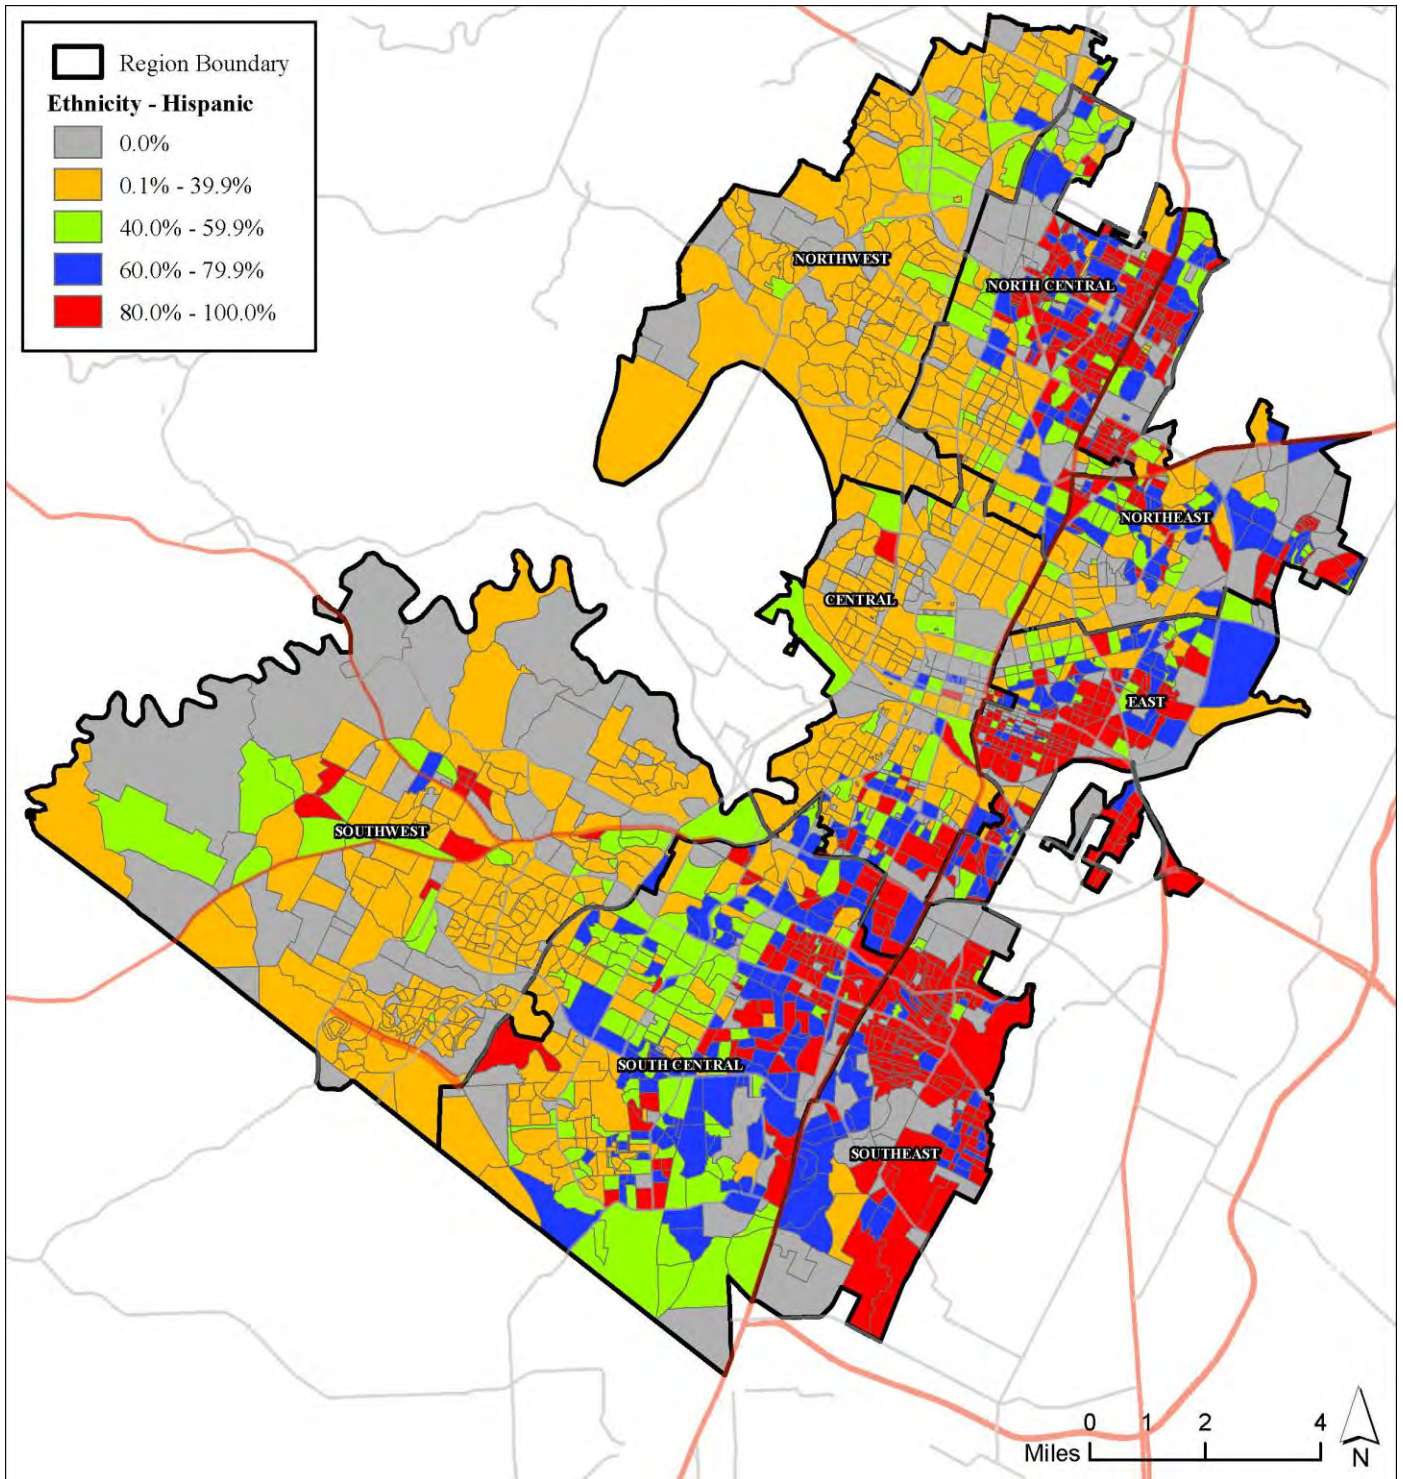 Region Boundary
Ethnicity - Hispanic
0.0%
0.1% - 39.9%
40.0% - 59.9%
60.0% - 79.9%
80.0% - 100.0%
NORTHWEST
NORTH CENTRAL
NORTHEAST
CENTRAL
EAST
SOUTHWEST
SOUTH CENTRAL
SOUTHEAST
0 1 2 4
Miles
N